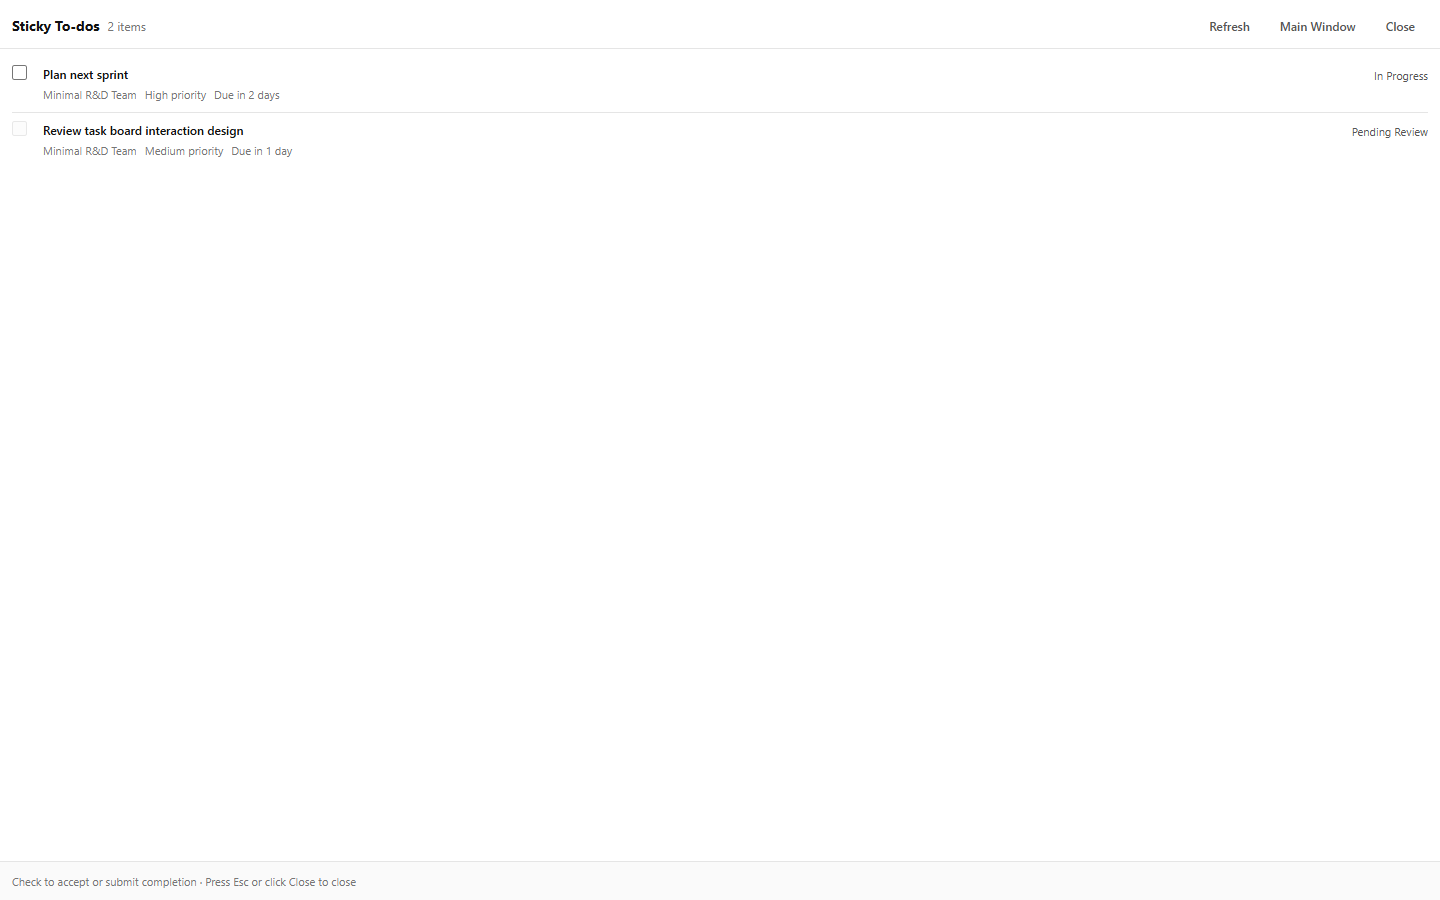 Sticky To-dos 2 items Refresh Main Window Close
Plan next sprint In Progress
Minimal R&D Team High priority Due in 2 days
Review task board interaction design Pending Review
Minimal R&D Team Medium priority Due in 1 day
Check to accept or submit completion · Press Esc or click Close to close